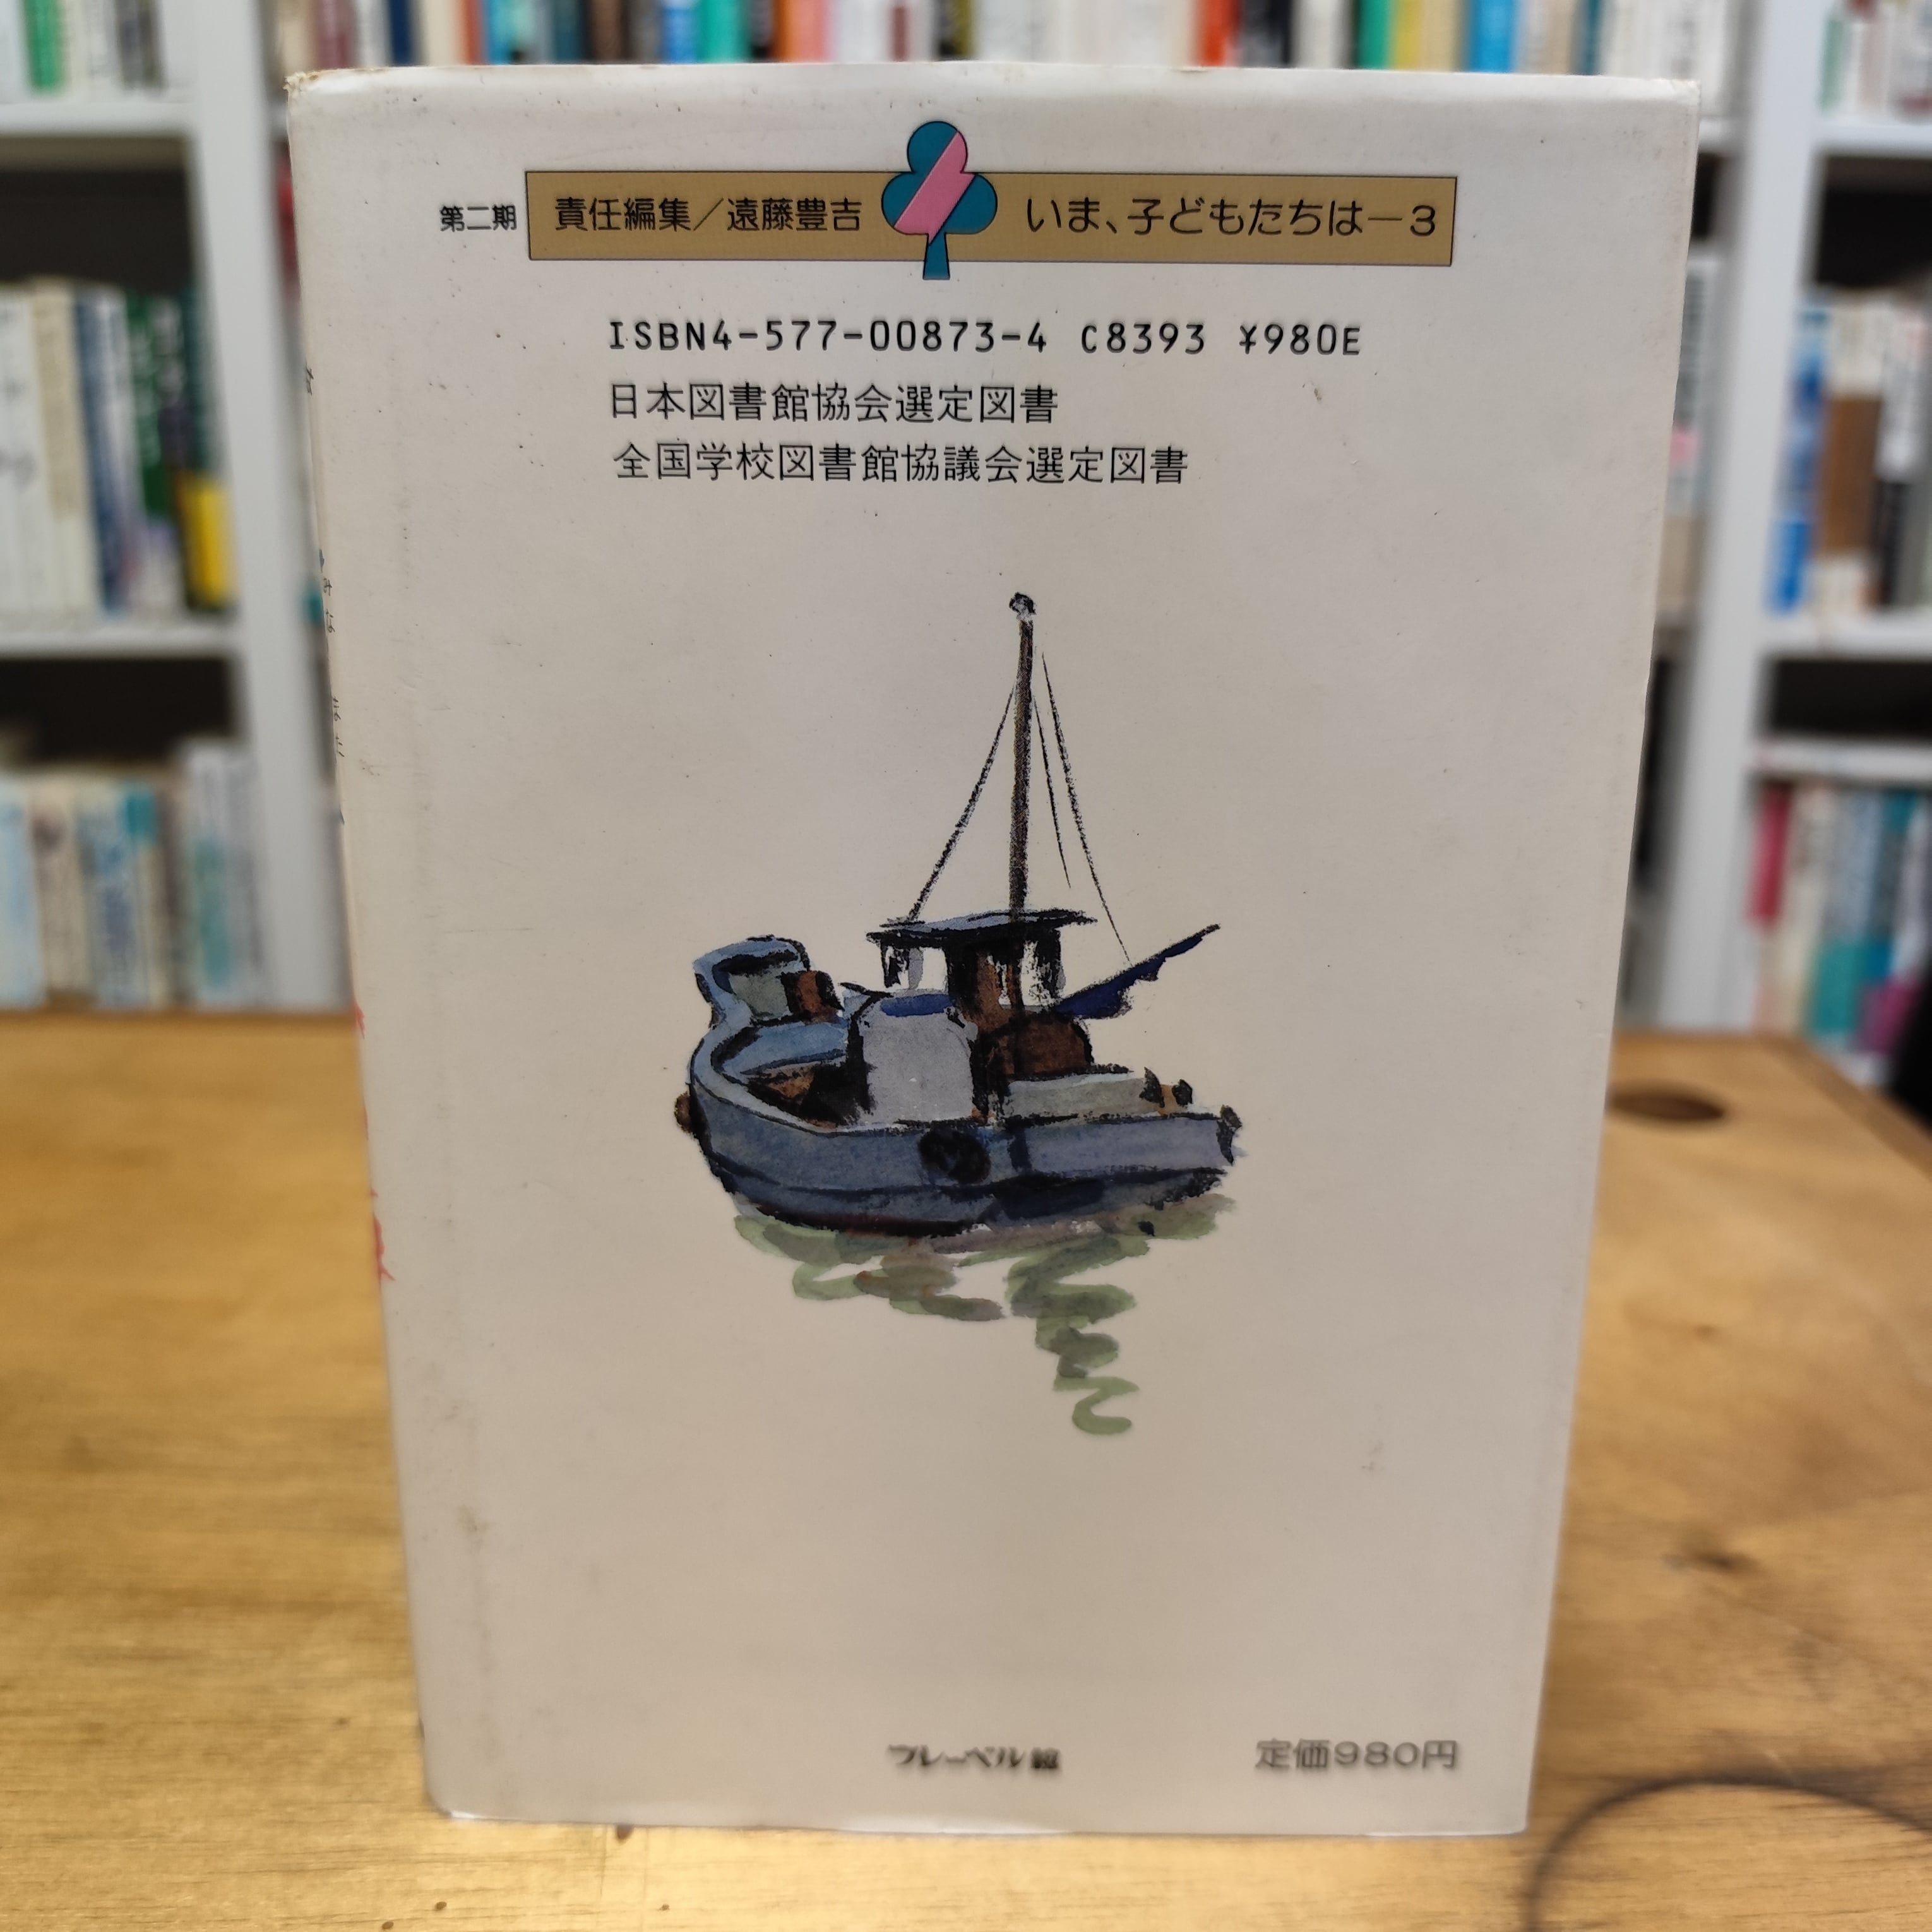 第二期 責任編集／遠藤豊吉 いま、子どもたちは—3
ISBN4-577-00873-4 C8393 ¥980E
日本図書館協会選定図書
全国学校図書館協議会選定図書
フレーベル館
定価980円